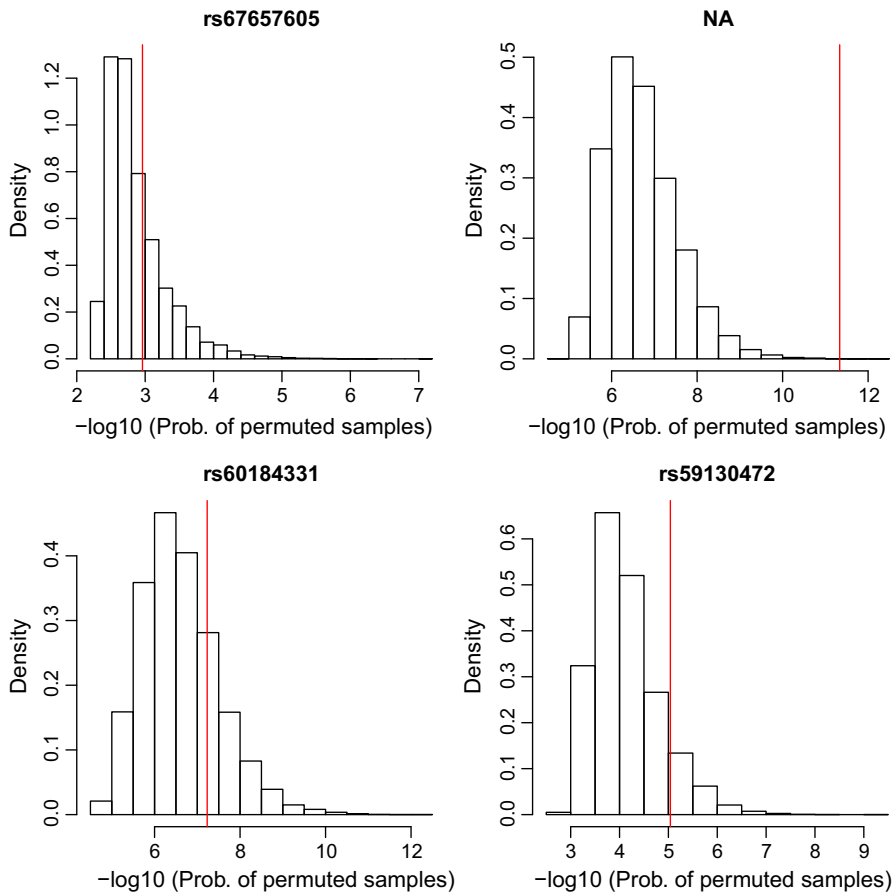 rs67657605
Density
0.0 0.2 0.4 0.6 0.8 1.0 1.2
2 3 4 5 6 7
−log10 (Prob. of permuted samples)
NA
Density
0.0 0.1 0.2 0.3 0.4 0.5
6 8 10 12
−log10 (Prob. of permuted samples)
rs60184331
Density
0.0 0.1 0.2 0.3 0.4
6 8 10 12
−log10 (Prob. of permuted samples)
rs59130472
Density
0.0 0.1 0.2 0.3 0.4 0.5 0.6
3 4 5 6 7 8 9
−log10 (Prob. of permuted samples)